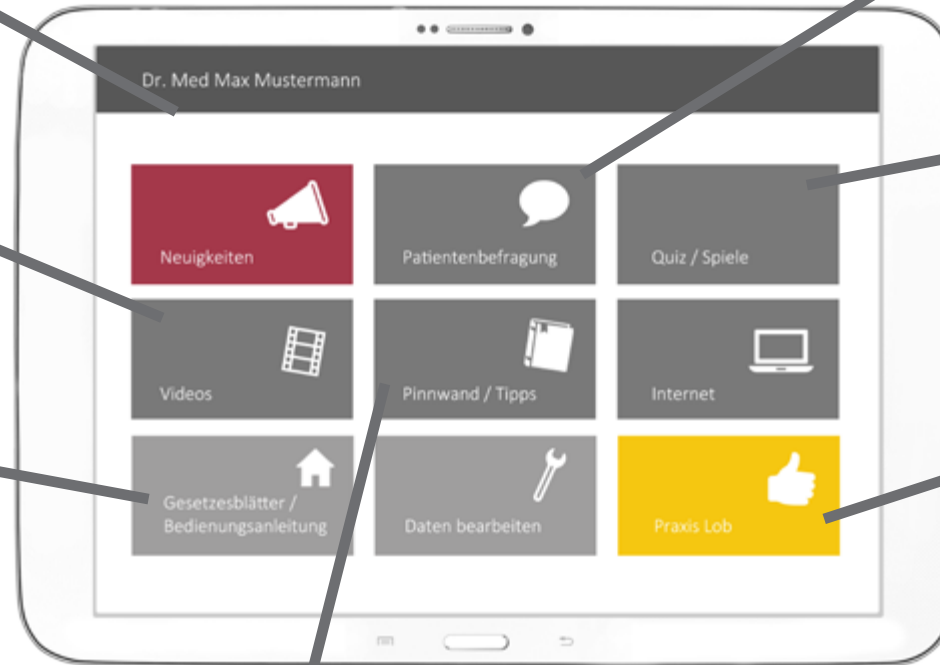 Dr. Med Max Mustermann
Neuigkeiten
Patientenbefragung
Quiz / Spiele
Videos
Pinnwand / Tipps
Internet
Gesetzesblätter /
Bedienungsanleitung
Daten bearbeiten
Praxis Lob